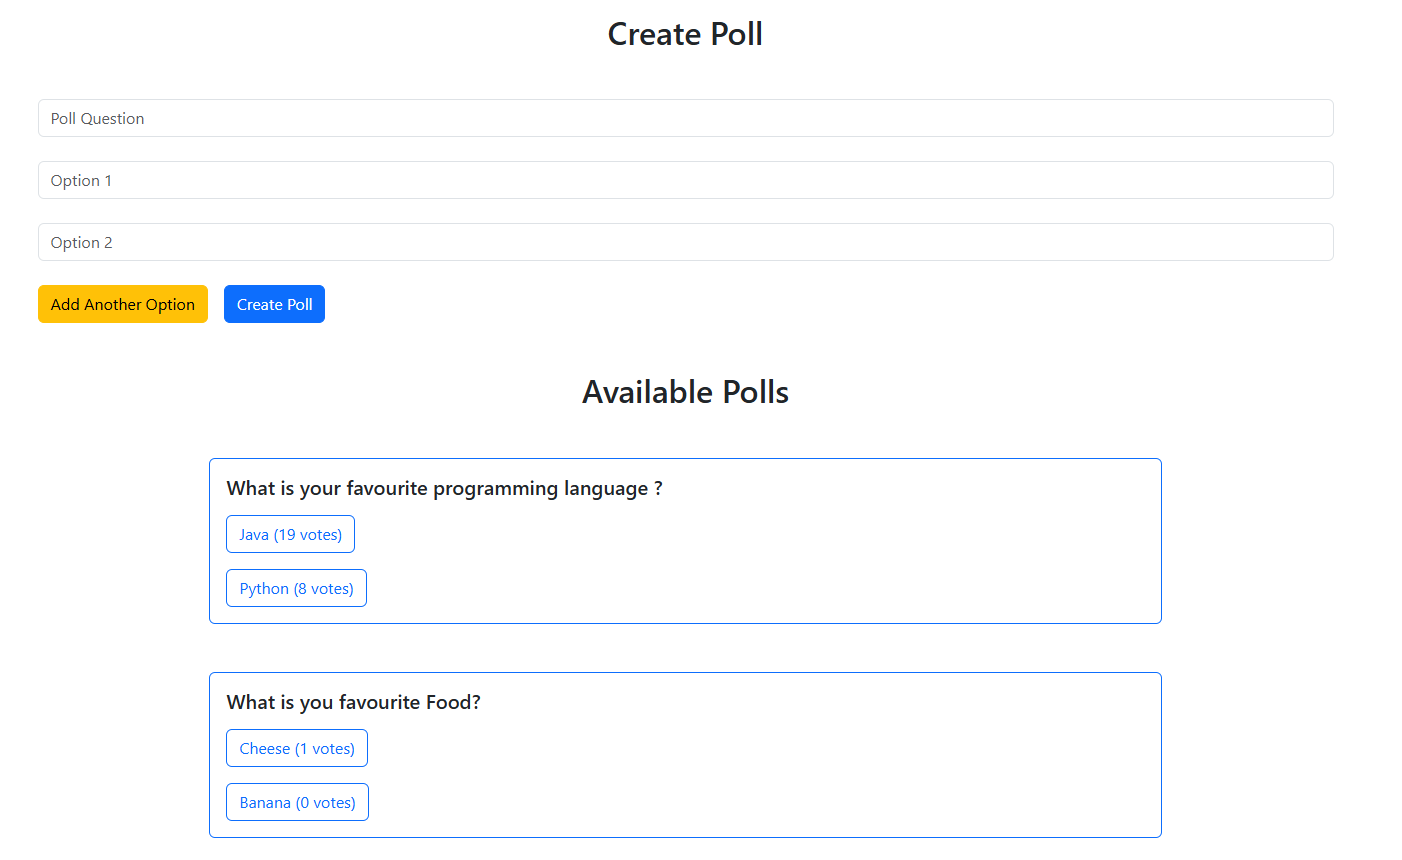 Create Poll
Poll Question
Option 1
Option 2
Add Another Option Create Poll
Available Polls
What is your favourite programming language ?
Java (19 votes)
Python (8 votes)
What is you favourite Food?
Cheese (1 votes)
Banana (0 votes)